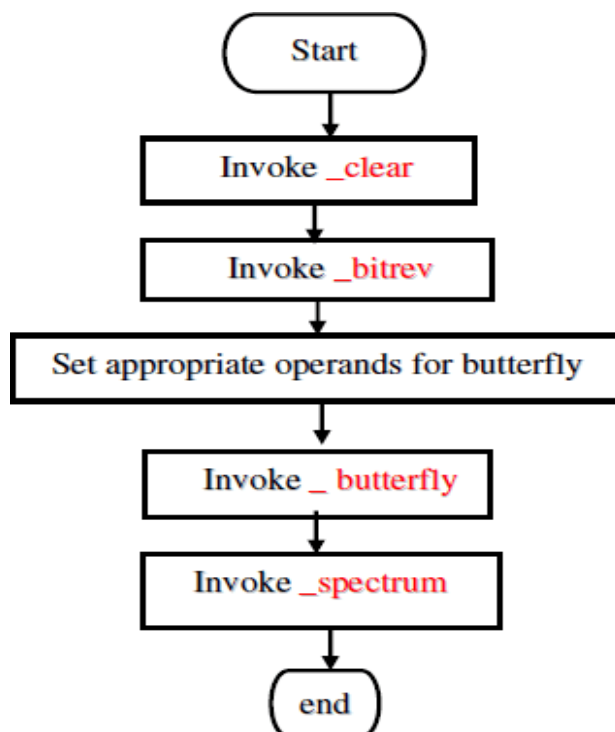 Start
Invoke _clear
Invoke _bitrev
Set appropriate operands for butterfly
Invoke _ butterfly
Invoke _spectrum
end